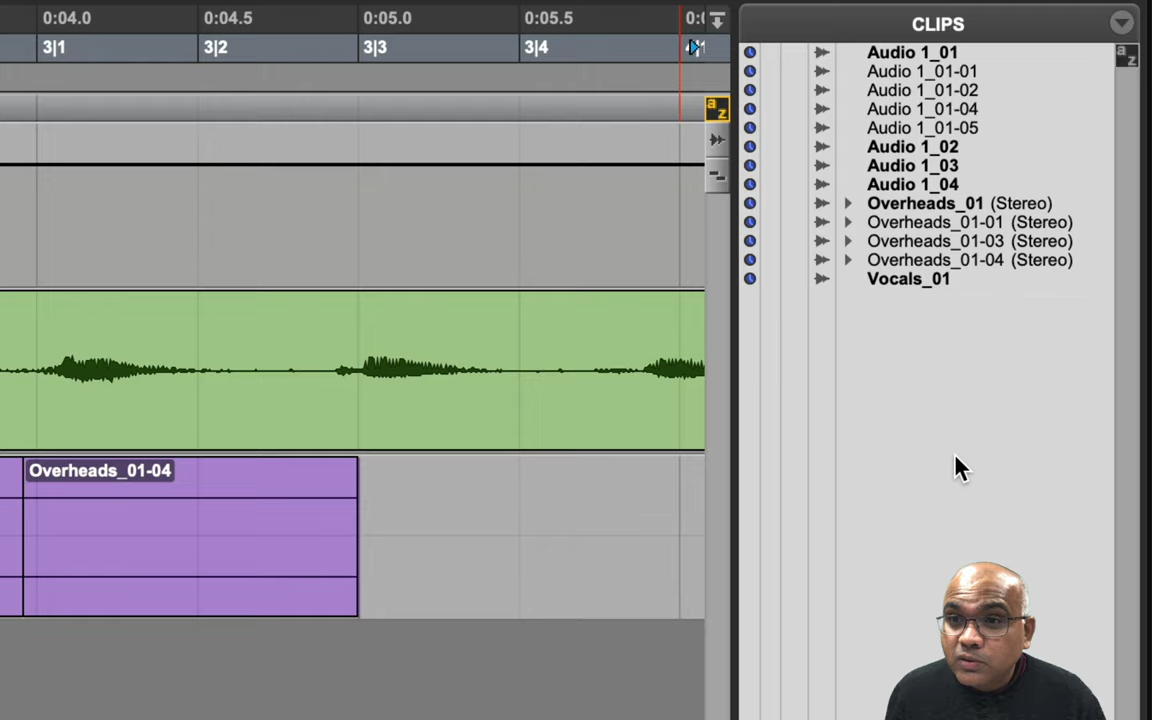 0:04.0 0:04.5 0:05.0 0:05.5
3|1 3|2 3|3 3|4
a z
Overheads_01-04
CLIPS
a z
Audio 1_01
Audio 1_01-01
Audio 1_01-02
Audio 1_01-04
Audio 1_01-05
Audio 1_02
Audio 1_03
Audio 1_04
Overheads_01 (Stereo)
Overheads_01-01 (Stereo)
Overheads_01-03 (Stereo)
Overheads_01-04 (Stereo)
Vocals_01